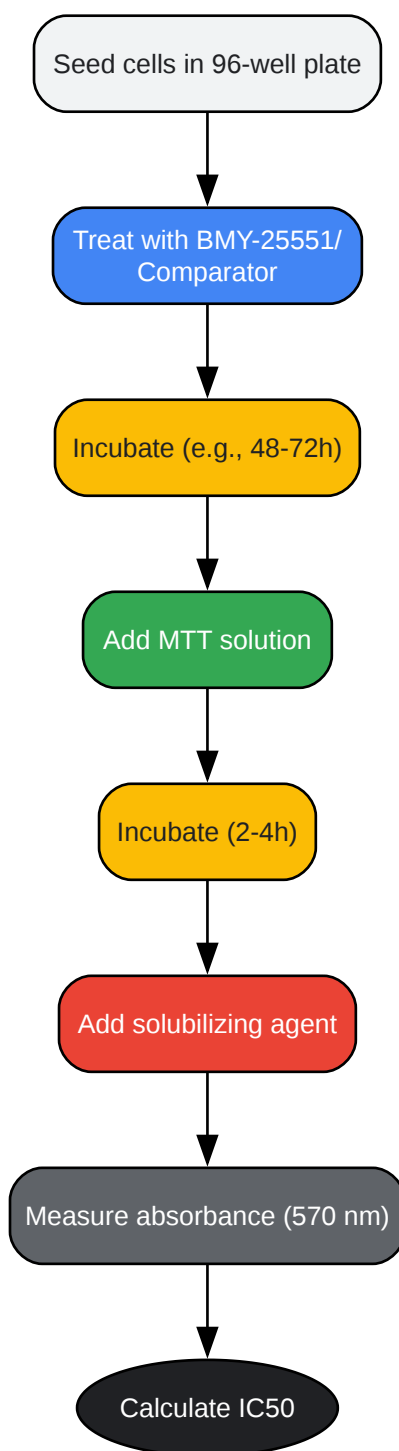 Seed cells in 96-well plate
Treat with BMY-25551/
Comparator
Incubate (e.g., 48-72h)
Add MTT solution
Incubate (2-4h)
Add solubilizing agent
Measure absorbance (570 nm)
Calculate IC50